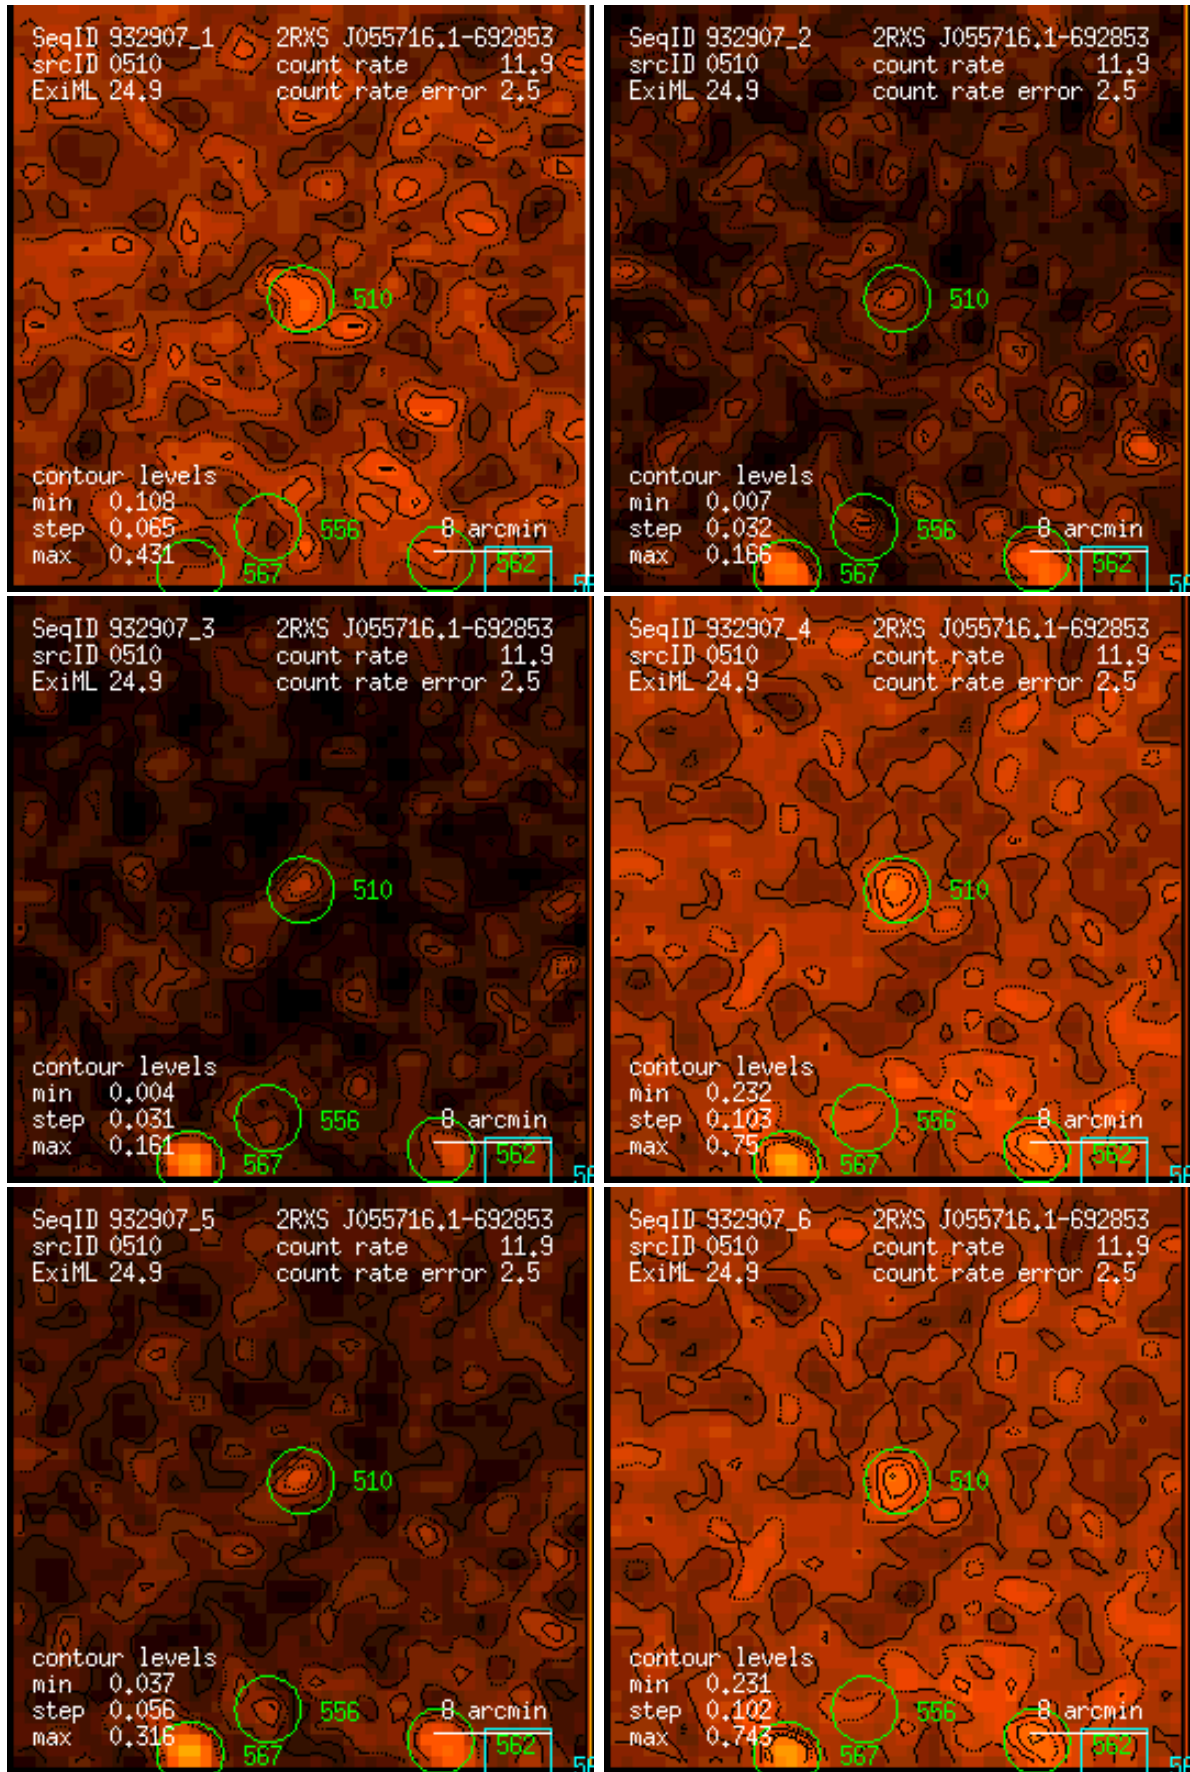 SeqID 932907_1 2RXS J055716.1-692853
srcID 0510 count rate 11.9
ExiML 24.9 count rate error 2.5
510
contour levels
min 0.108
step 0.065 556 8 arcmin
max 0.431 567 562
SeqID 932907_2 2RXS J055716.1-692853
srcID 0510 count rate 11.9
ExiML 24.9 count rate error 2.5
510
contour levels
min 0.007
step 0.032 556 8 arcmin
max 0.166 567 562
SeqID 932907_3 2RXS J055716.1-692853
srcID 0510 count rate 11.9
ExiML 24.9 count rate error 2.5
510
contour levels
min 0.004
step 0.031 556 8 arcmin
max 0.161 567 562
SeqID 932907_4 2RXS J055716.1-692853
srcID 0510 count rate 11.9
ExiML 24.9 count rate error 2.5
510
contour levels
min 0.232
step 0.103 556 8 arcmin
max 0.75 567 562
SeqID 932907_5 2RXS J055716.1-692853
srcID 0510 count rate 11.9
ExiML 24.9 count rate error 2.5
510
contour levels
min 0.037
step 0.056 556 8 arcmin
max 0.316 567 562
SeqID 932907_6 2RXS J055716.1-692853
srcID 0510 count rate 11.9
ExiML 24.9 count rate error 2.5
510
contour levels
min 0.231
step 0.102 556 8 arcmin
max 0.743 567 562